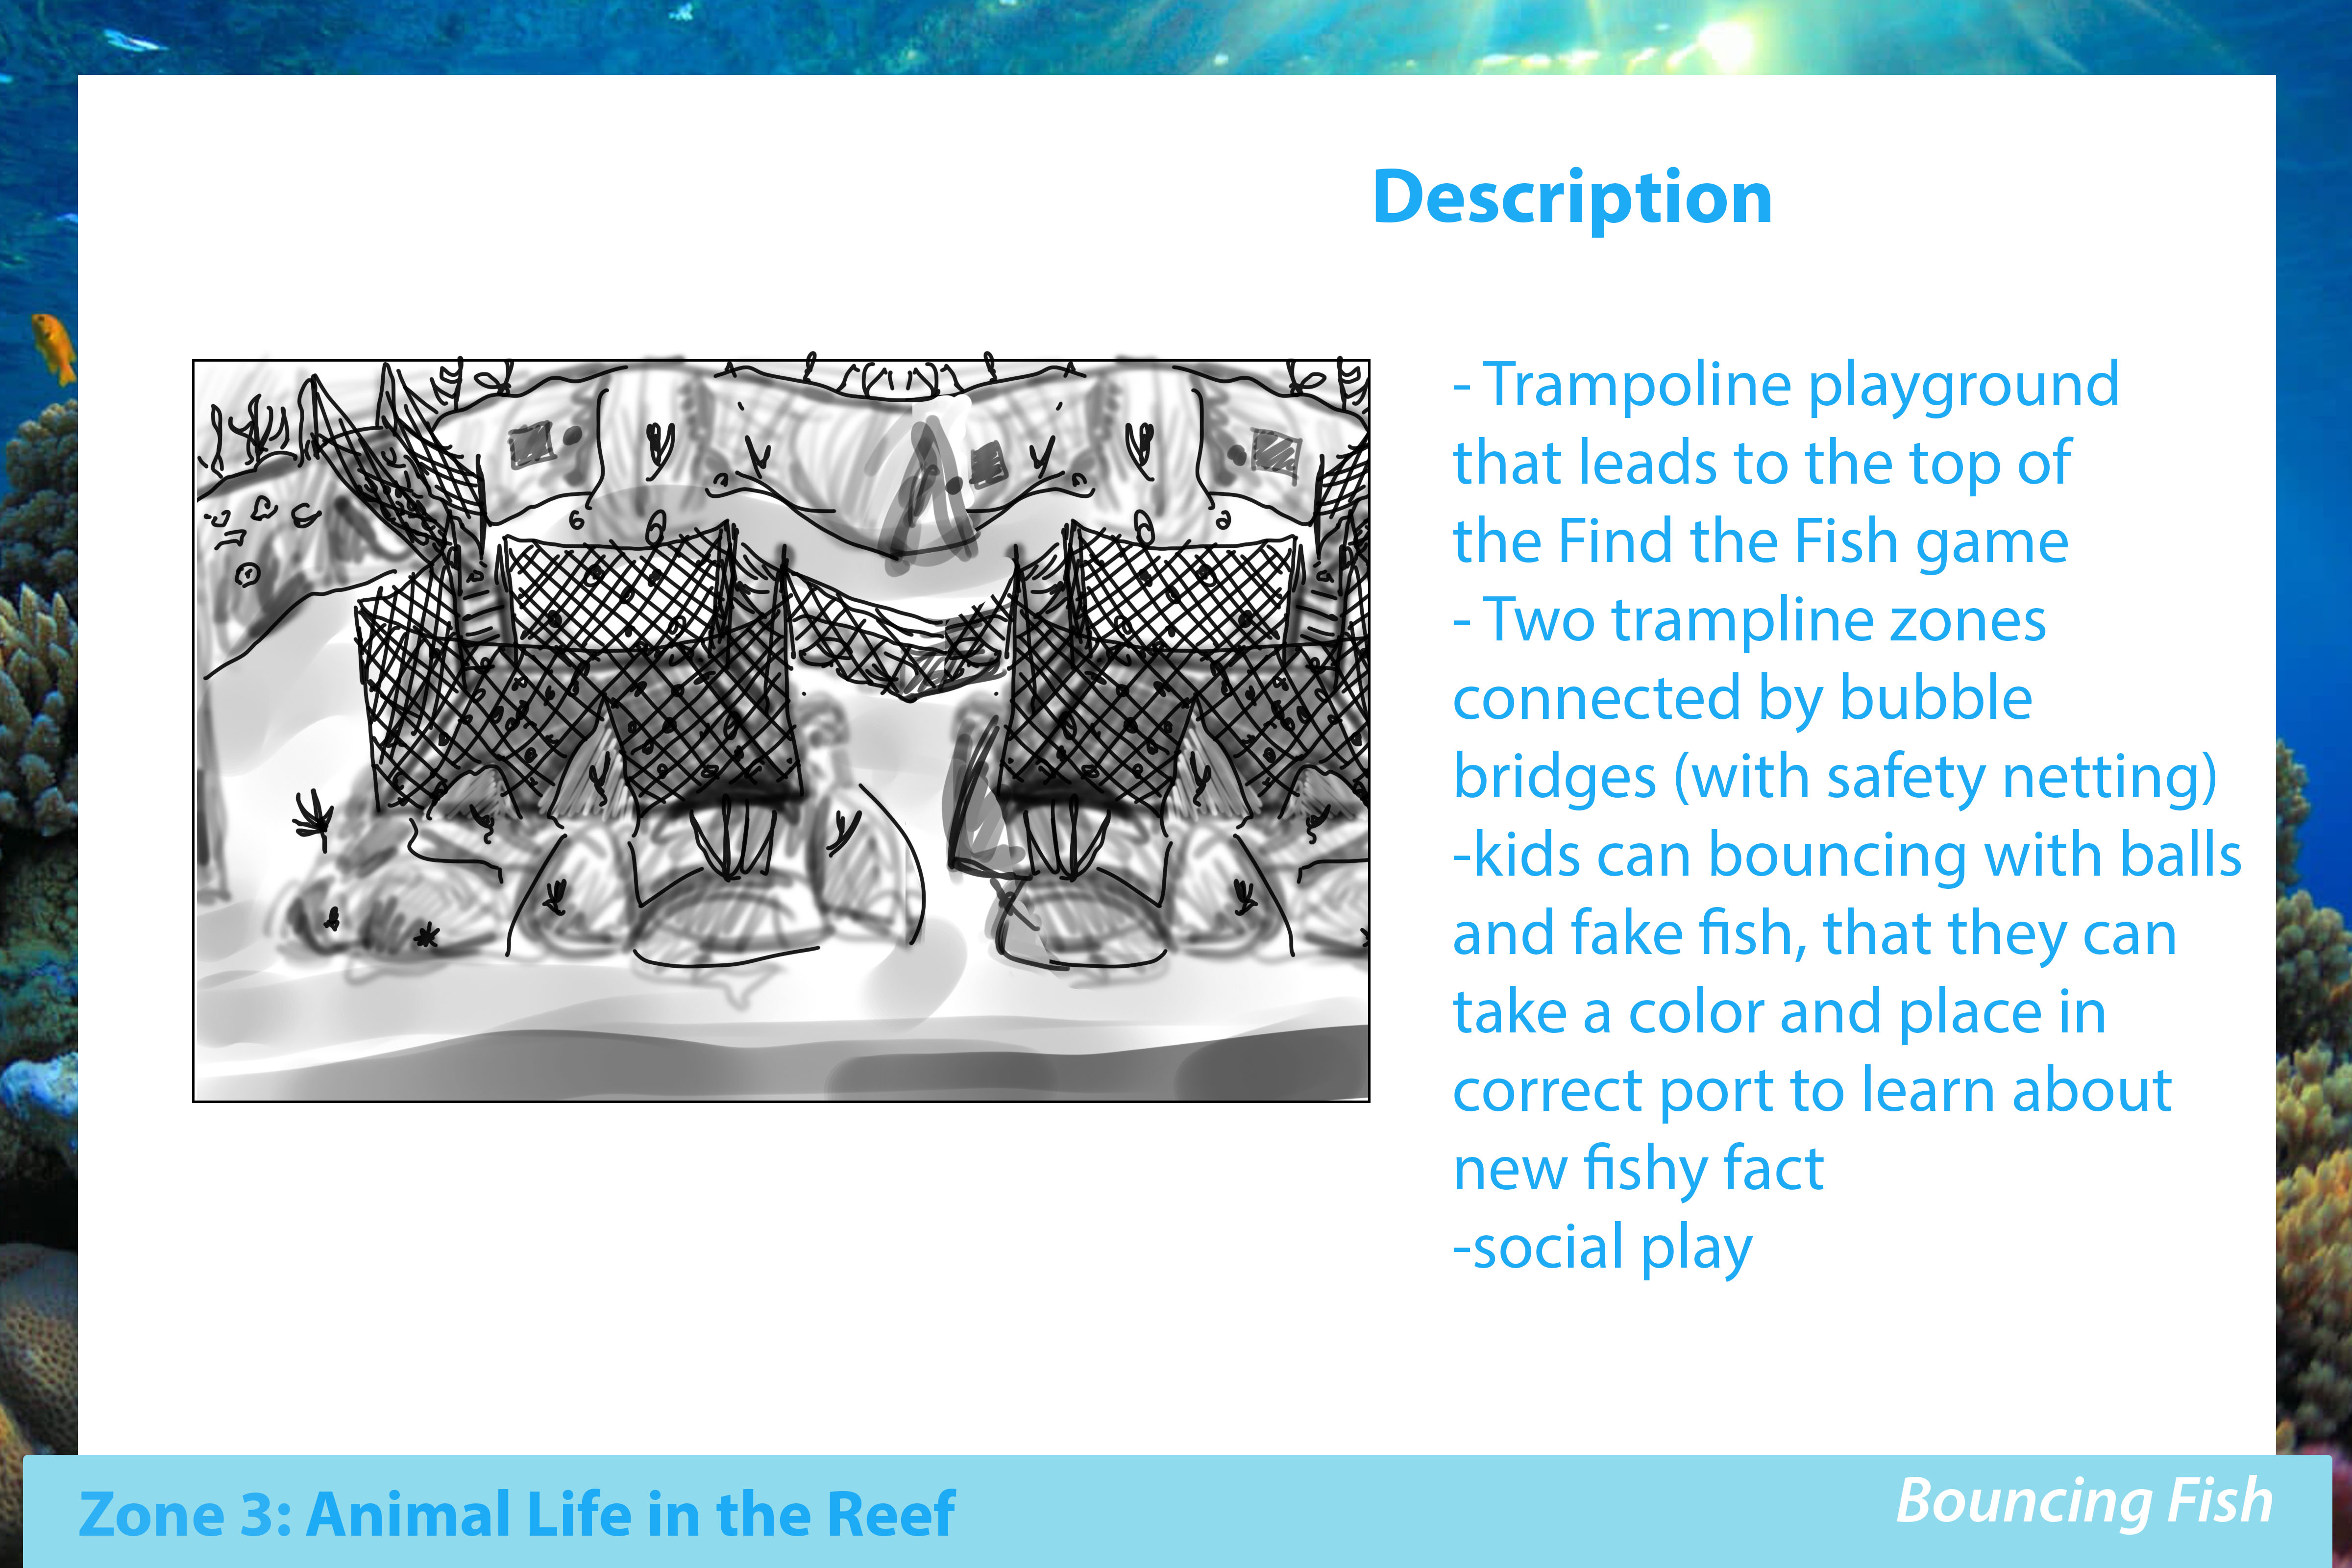 Description
- Trampoline playground
that leads to the top of
the Find the Fish game
- Two trampline zones
connected by bubble
bridges (with safety netting)
-kids can bouncing with balls
and fake fish, that they can
take a color and place in
correct port to learn about
new fishy fact
-social play
Zone 3: Animal Life in the Reef
Bouncing Fish